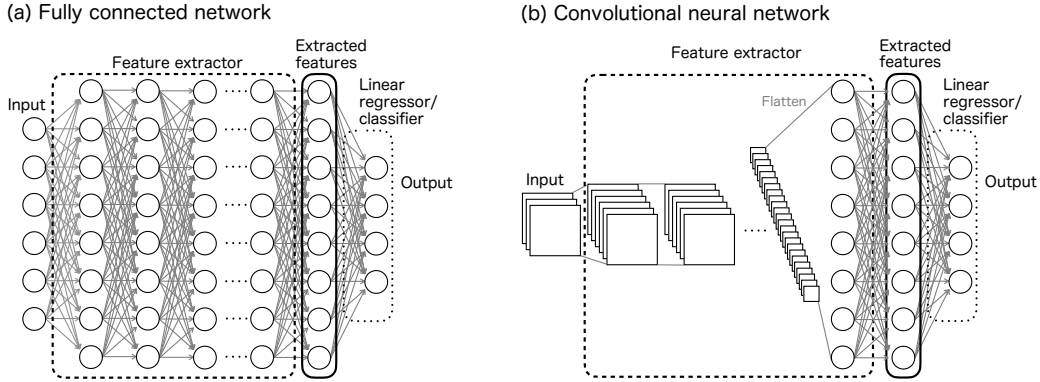 (a) Fully connected network
Feature extractor
Extracted
features
Input
Linear
regressor/
classifier
Output
(b) Convolutional neural network
Feature extractor
Extracted
features
Flatten
Linear
regressor/
classifier
Input
Output